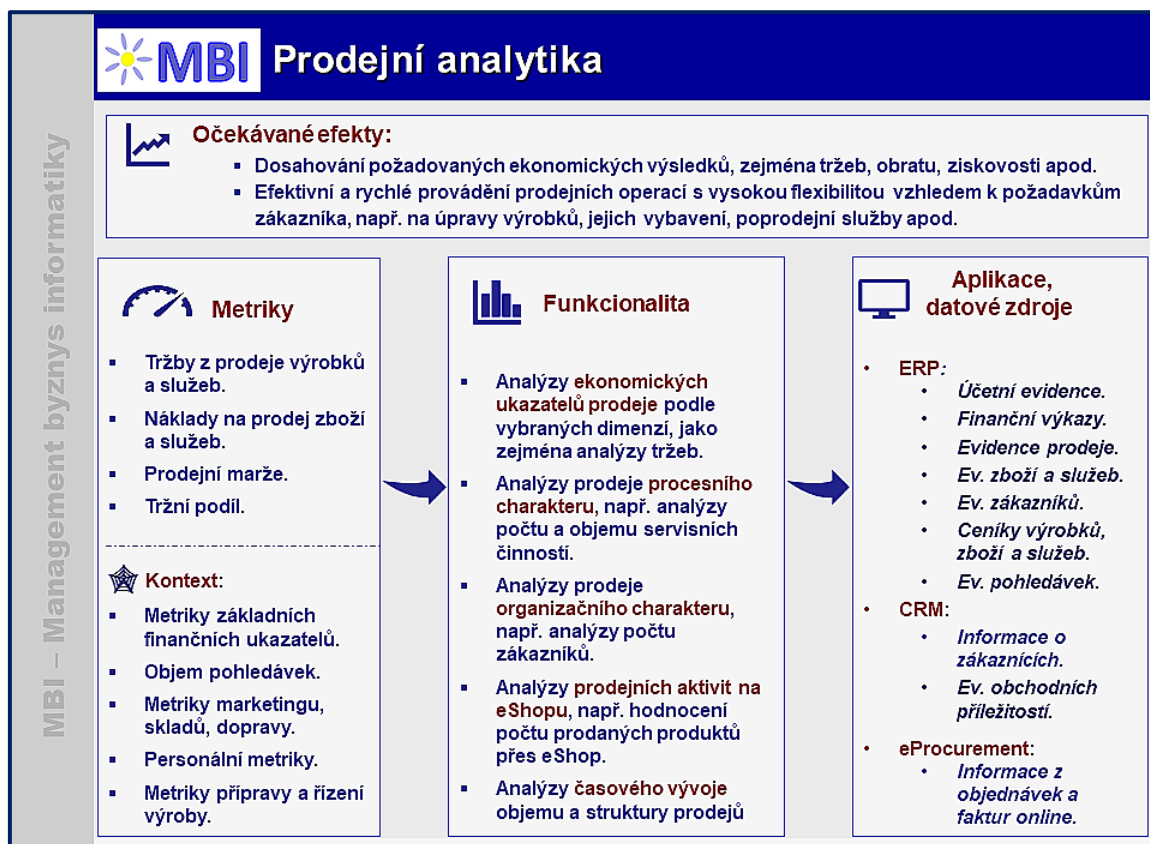 MBI – Management byznys informatiky
MBI
Prodejní analytika
Očekávané efekty:
▪ Dosahování požadovaných ekonomických výsledků, zejména tržeb, obratu, ziskovosti apod.
▪ Efektivní a rychlé provádění prodejních operací s vysokou flexibilitou vzhledem k požadavkům
zákazníka, např. na úpravy výrobků, jejich vybavení, poprodejní služby apod.
Metriky
▪ Tržby z prodeje výrobků
a služeb.
▪ Náklady na prodej zboží
a služeb.
▪ Prodejní marže.
▪ Tržní podíl.
Kontext:
▪ Metriky základních
finančních ukazatelů.
▪ Objem pohledávek.
▪ Metriky marketingu,
skladů, dopravy.
▪ Personální metriky.
▪ Metriky přípravy a řízení
výroby.
Funkcionalita
▪ Analýzy ekonomických
ukazatelů prodeje podle
vybraných dimenzí, jako
zejména analýzy tržeb.
▪ Analýzy prodeje procesního
charakteru, např. analýzy
počtu a objemu servisních
činností.
▪ Analýzy prodeje
organizačního charakteru,
např. analýzy počtu
zákazníků.
▪ Analýzy prodejních aktivit na
eShopu, např. hodnocení
počtu prodaných produktů
přes eShop.
▪ Analýzy časového vývoje
objemu a struktury prodejů
Aplikace,
datové zdroje
• ERP:
• Účetní evidence.
• Finanční výkazy.
• Evidence prodeje.
• Ev. zboží a služeb.
• Ev. zákazníků.
• Ceníky výrobků,
zboží a služeb.
• Ev. pohledávek.
• CRM:
• Informace o
zákaznících.
• Ev. obchodních
příležitostí.
• eProcurement:
• Informace z
objednávek a
faktur online.